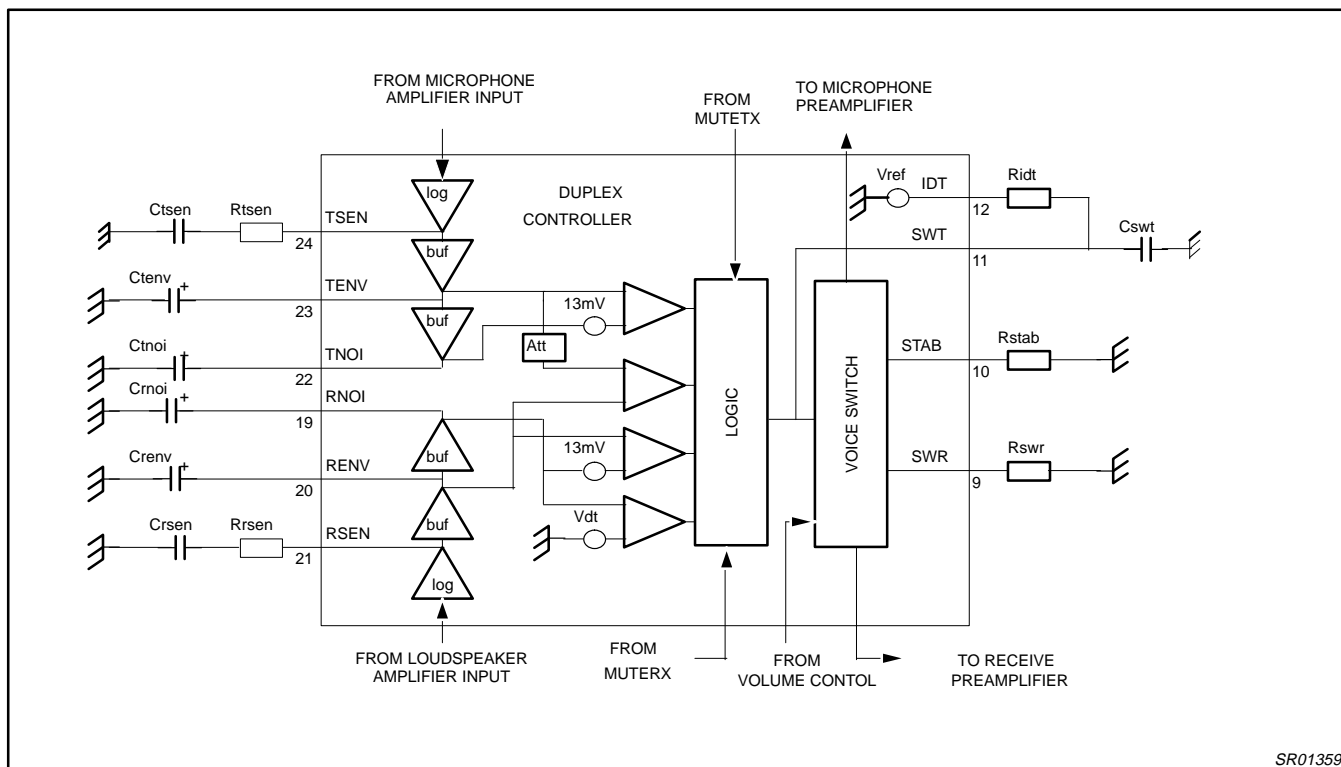 FROM MICROPHONE
AMPLIFIER INPUT
FROM
MUTETX
TO MICROPHONE
PREAMPLIFIER
log
DUPLEX
CONTROLLER
Vref
IDT
12
Ridt
Ctsen
Rtsen
TSEN
24
buf
SWT
11
Cswt
Ctenv
+
TENV
23
buf
13mV
Att
Ctnoi
+
TNOI
22
STAB
10
Rstab
Crnoi
+
RNOI
19
LOGIC
VOICE SWITCH
buf
13mV
Crenv
+
RENV
20
SWR
9
Rswr
buf
Vdt
Crsen
Rrsen
RSEN
21
log
FROM LOUDSPEAKER
AMPLIFIER INPUT
FROM
MUTERX
FROM
VOLUME CONTOL
TO RECEIVE
PREAMPLIFIER
SR01359